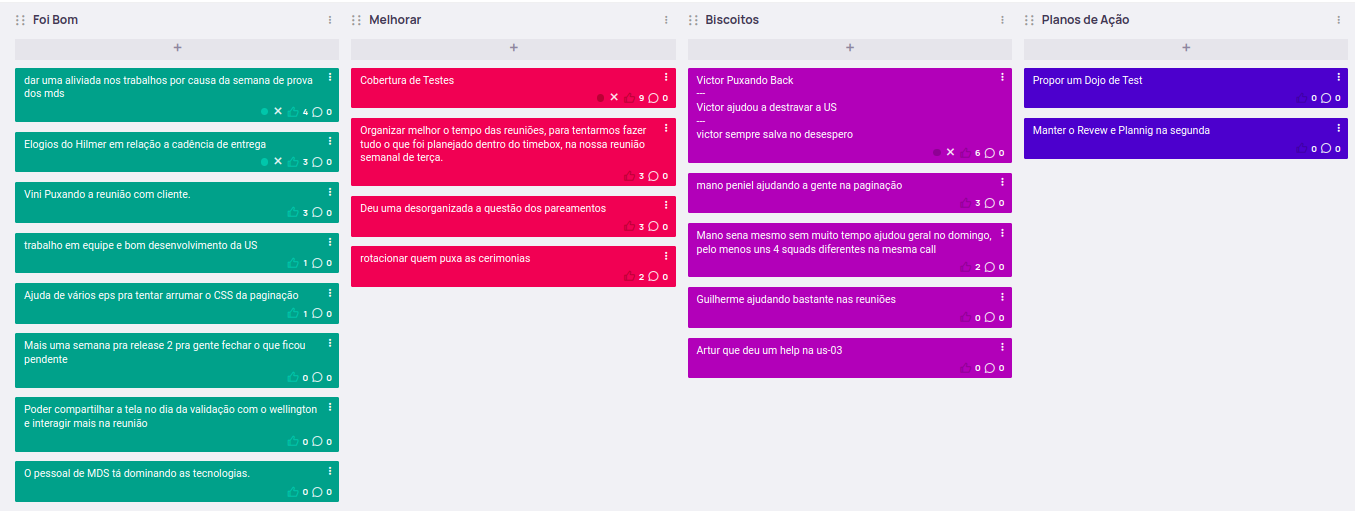 Foi Bom
+
dar uma aliviada nos trabalhos por causa da semana de prova
dos mds
4 0
Elogios do Hilmer em relação a cadência de entrega
3 0
Vini Puxando a reunião com cliente.
3 0
trabalho em equipe e bom desenvolvimento da US
1 0
Ajuda de vários eps pra tentar arrumar o CSS da paginação
1 0
Mais uma semana pra release 2 pra gente fechar o que ficou
pendente
0 0
Poder compartilhar a tela no dia da validação com o wellington
e interagir mais na reunião
0 0
O pessoal de MDS tá dominando as tecnologias.
0 0
Melhorar
+
Cobertura de Testes
9 0
Organizar melhor o tempo das reuniões, para tentarmos fazer
tudo o que foi planejado dentro do timebox, na nossa reunião
semanal de terça.
3 0
Deu uma desorganizada a questão dos pareamentos
3 0
rotacionar quem puxa as cerimonias
2 0
Biscoitos
+
Victor Puxando Back
—
Victor ajudou a destravar a US
—
victor sempre salva no desespero
6 0
mano peniel ajudando a gente na paginação
3 0
Mano sena mesmo sem muito tempo ajudou geral no domingo,
pelo menos uns 4 squads diferentes na mesma call
2 0
Guilherme ajudando bastante nas reuniões
0 0
Artur que deu um help na us-03
0 0
Planos de Ação
+
Propor um Dojo de Test
0 0
Manter o Revew e Plannig na segunda
0 0